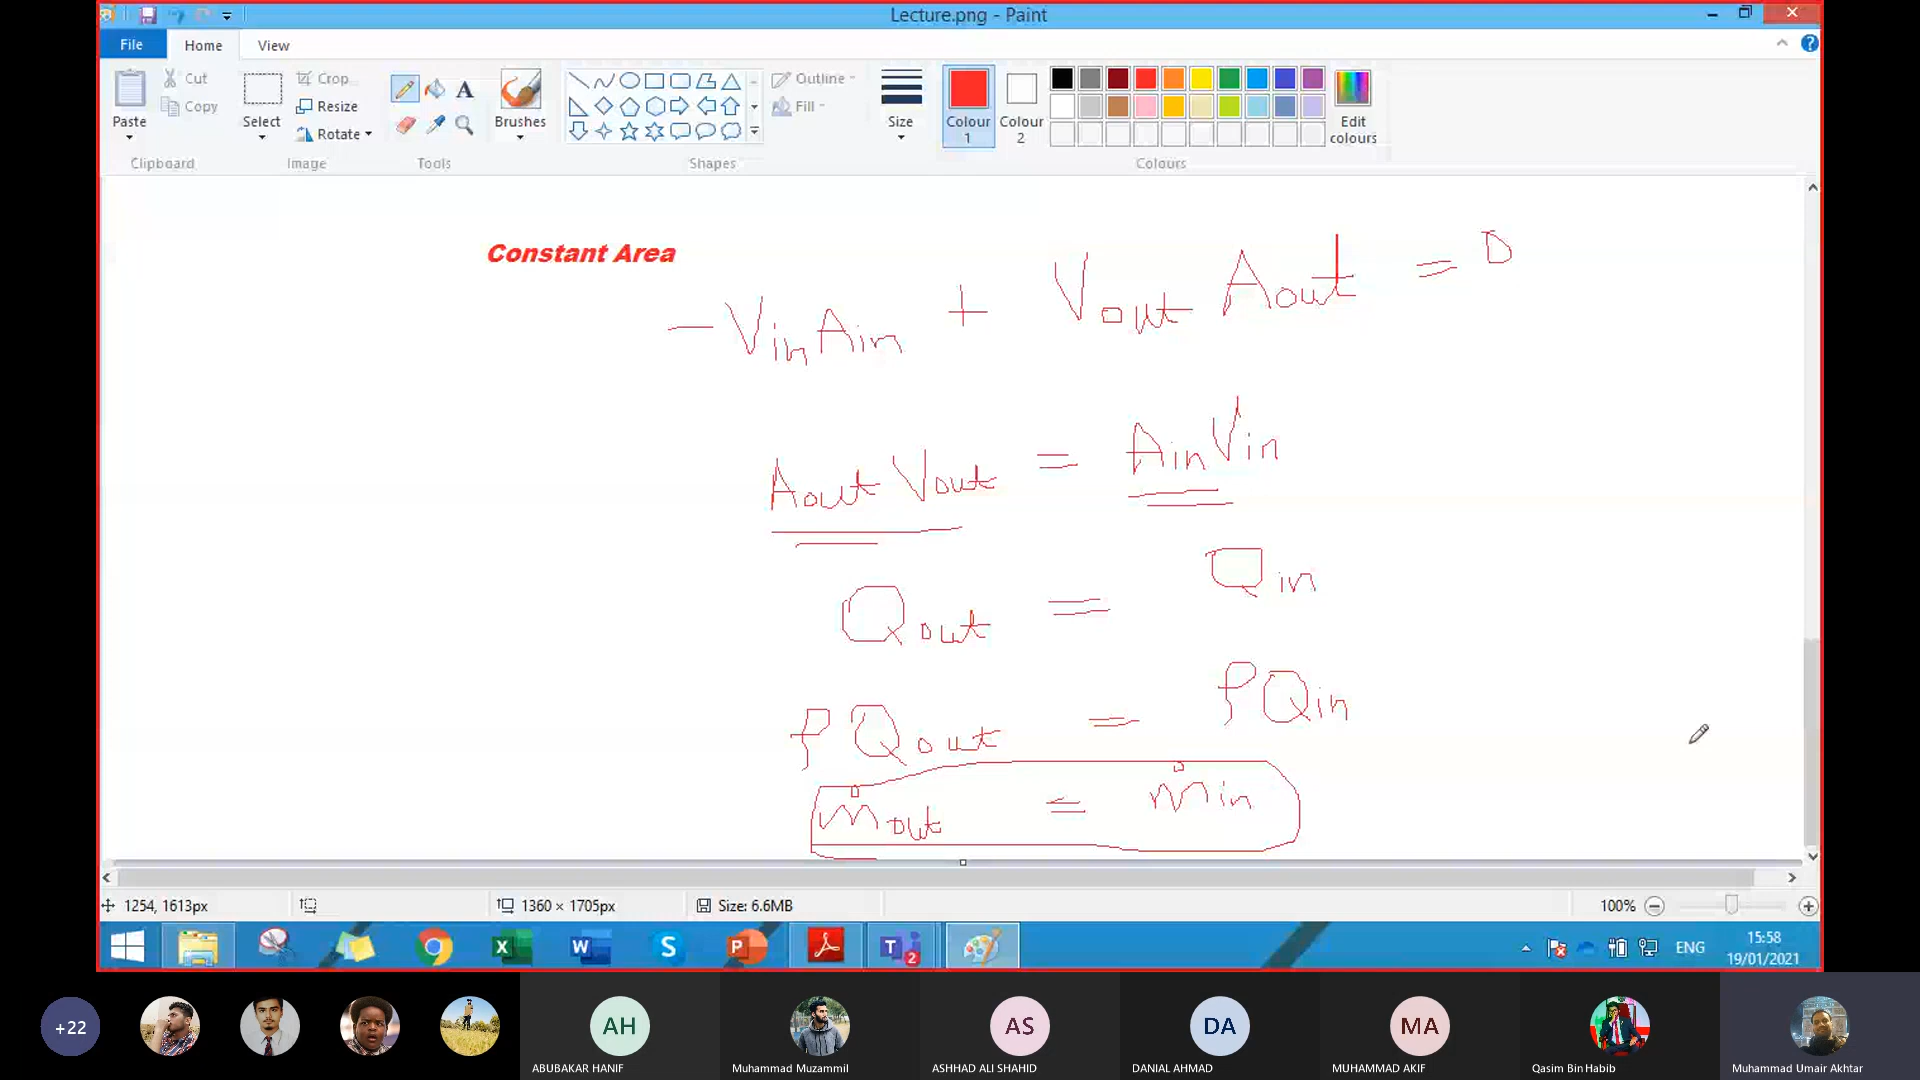 Lecture.png - Paint
File Home View
Paste Cut Copy Select Crop Resize Rotate Brushes Outline Fill Size Colour 1 Colour 2 Edit colours
Clipboard Image Tools Shapes Colours
Constant Area
- Vin Ain + Vout Aout = 0
Aout Vout = Ain Vin
Qout = Qin
ρQout = ρQin
ṁout = ṁin
1254, 1613px 1360 × 1705px Size: 6.6MB 100%
ENG 15:58
19/01/2021
+22 AH AS DA MA
ABUBAKAR HANIF Muhammad Muzammil ASHHAD ALI SHAHID DANIAL AHMAD MUHAMMAD AKIF Qasim Bin Habib Muhammad Umair Akhtar